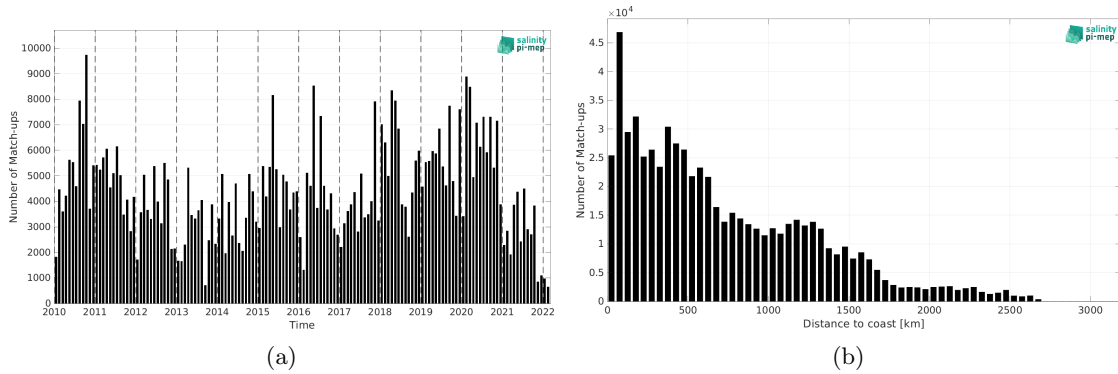 salinity
pi-mep
10000
9000
8000
7000
6000
5000
4000
3000
2000
1000
0
Number of Match-ups
2010 2011 2012 2013 2014 2015 2016 2017 2018 2019 2020 2021 2022
Time
(a)
×10⁴
salinity
pi-mep
4.5
4
3.5
3
2.5
2
1.5
1
0.5
0
Number of Match-ups
0 500 1000 1500 2000 2500 3000
Distance to coast [km]
(b)